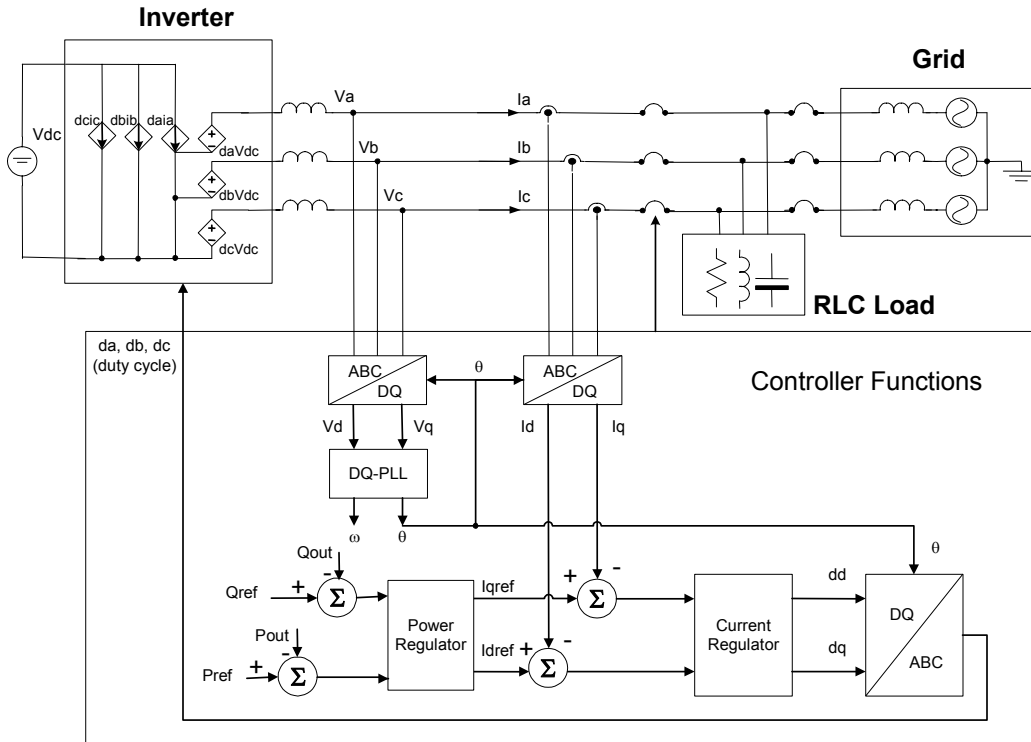 Inverter
Grid
Va
Ia
dcic
dbib
daia
Vdc
daVdc
Vb
Ib
dbVdc
Vc
Ic
dcVdc
RLC Load
da, db, dc
(duty cycle)
ABC
DQ
θ
ABC
DQ
Controller Functions
Vd
Vq
Id
Iq
DQ-PLL
ω
θ
θ
Qout
Qref
+
-
Σ
Iqref
+
-
Σ
dd
Power
Regulator
Current
Regulator
DQ
ABC
Pout
Pref
+
-
Σ
Idref
+
-
Σ
dq